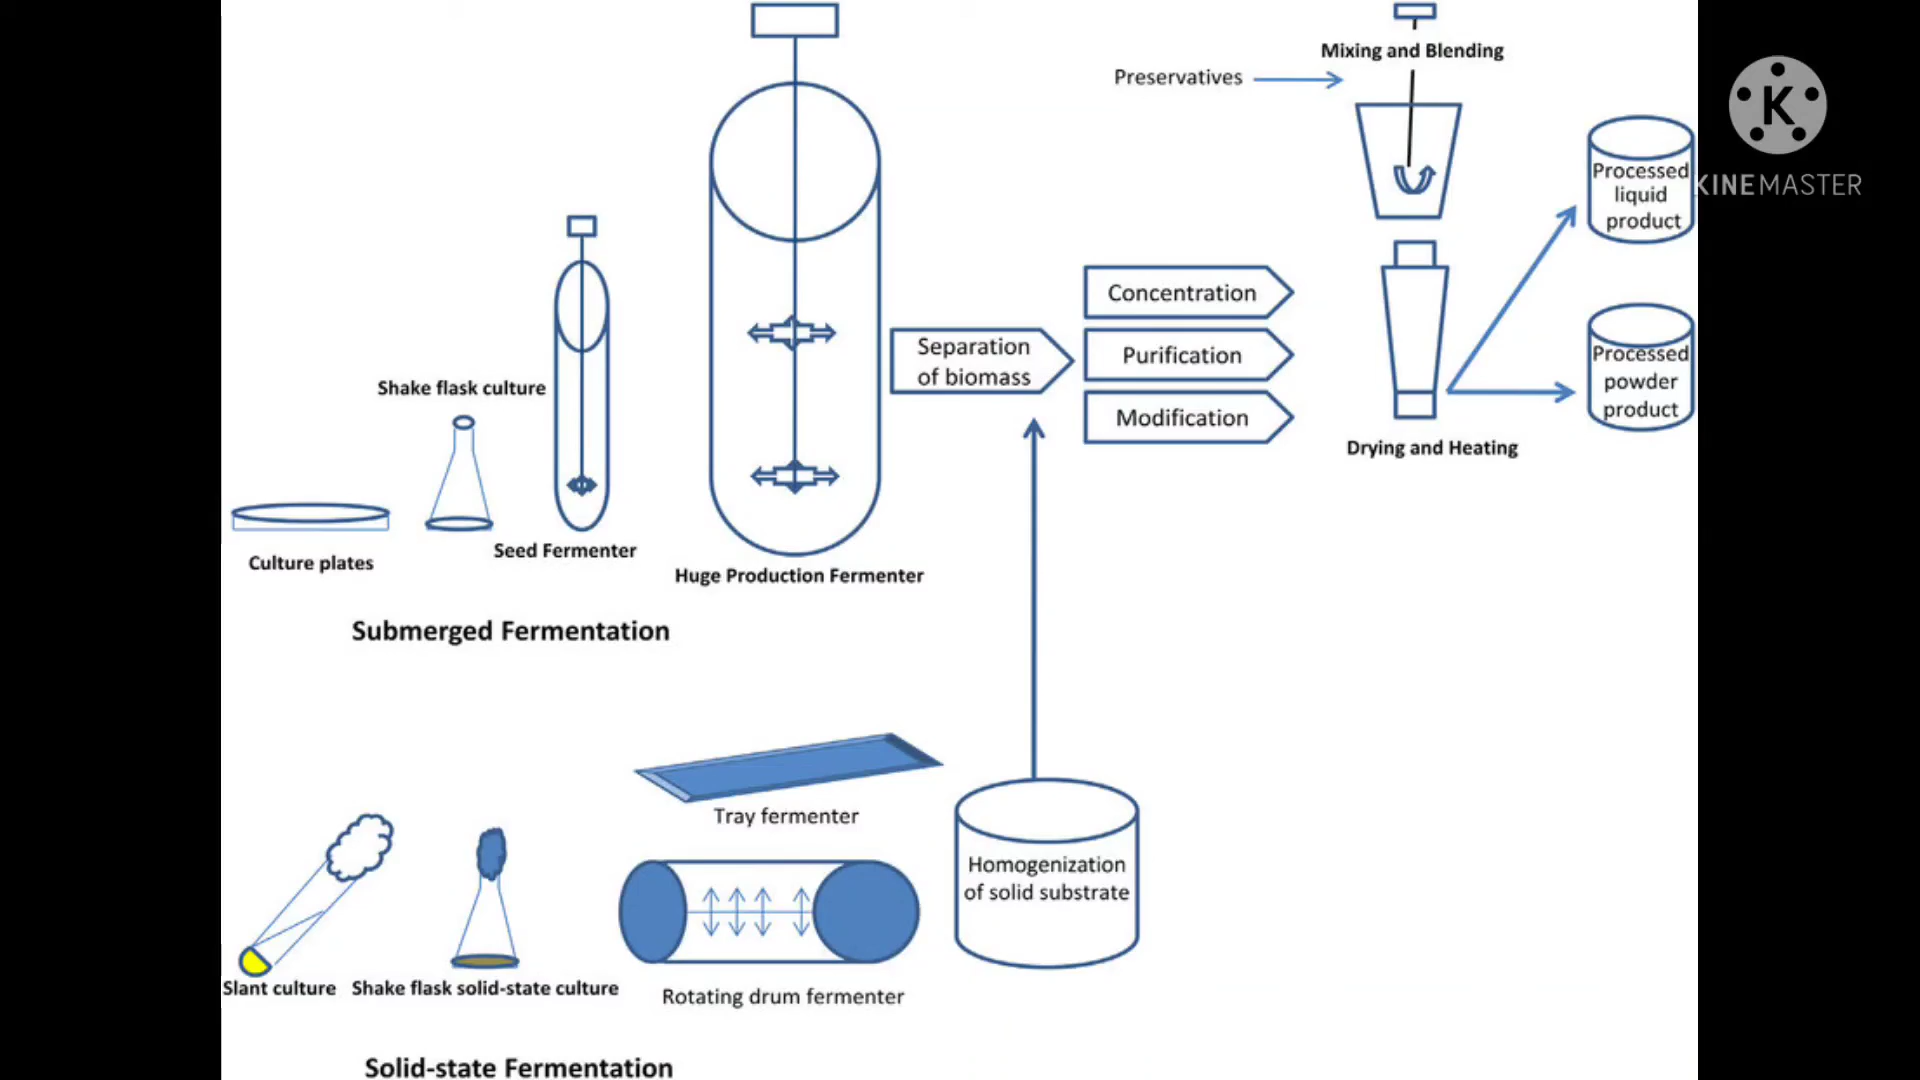 Mixing and Blending
Preservatives
K
KINEMASTER
Processed
liquid
product
Concentration
Separation
of biomass
Purification
Processed
powder
product
Shake flask culture
Modification
Drying and Heating
Culture plates
Seed Fermenter
Huge Production Fermenter
Submerged Fermentation
Tray fermenter
Homogenization
of solid substrate
Slant culture
Shake flask solid-state culture
Rotating drum fermenter
Solid-state Fermentation